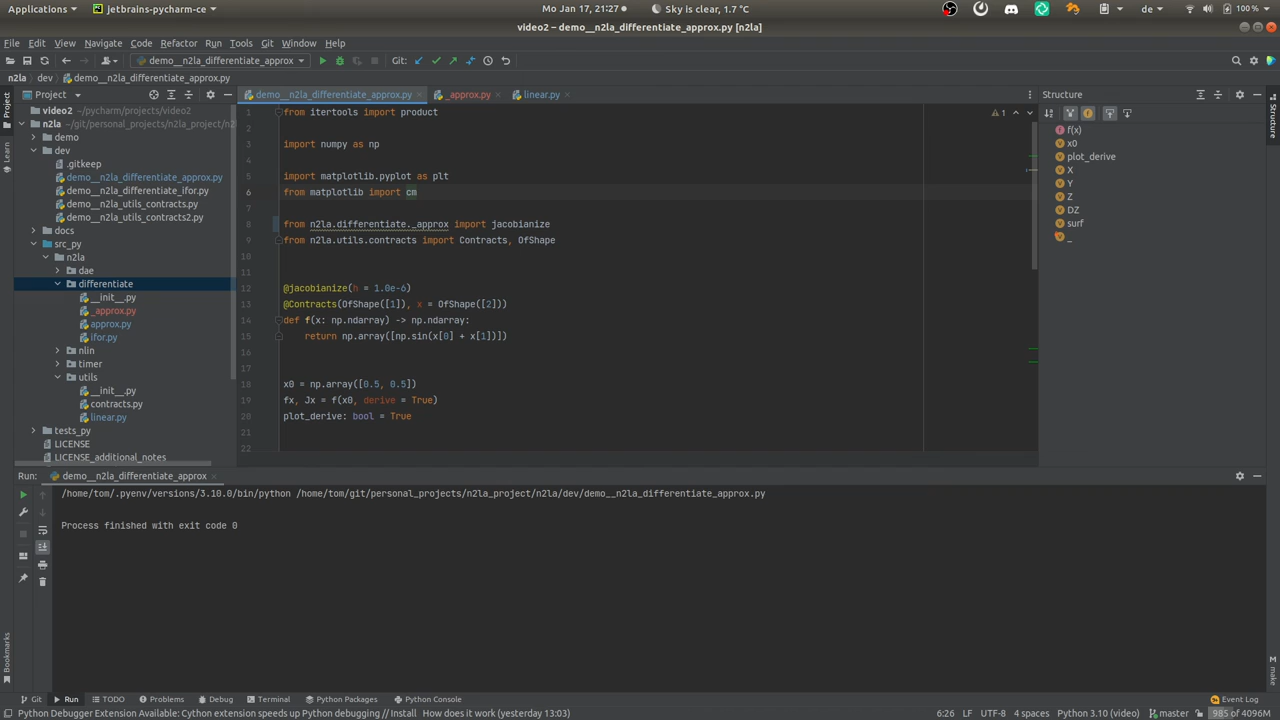 Applications jetbrains-pycharm-ce Mo Jan 17, 21:27 Sky is clear, 1.7 °C de 100 %
video2 – demo__n2la_differentiate_approx.py [n2la]
File Edit View Navigate Code Refactor Run Tools Git Window Help
demo__n2la_differentiate_approx Git:
n2la dev demo__n2la_differentiate_approx.py
Project demo__n2la_differentiate_approx.py _approx.py linear.py Structure
video2 ~/pycharm/projects/video2
n2la ~/git/personal_projects/n2la_project/n
demo
dev
.gitkeep
demo__n2la_differentiate_approx.py
demo__n2la_differentiate_ifor.py
demo__n2la_utils_contracts.py
demo__n2la_utils_contracts2.py
docs
src_py
n2la
dae
differentiate
__init__.py
_approx.py
approx.py
ifor.py
nlin
timer
utils
__init__.py
contracts.py
linear.py
tests_py
LICENSE
LICENSE_additional_notes
1 from itertools import product
2
3 import numpy as np
4
5 import matplotlib.pyplot as plt
6 from matplotlib import cm
7
8 from n2la.differentiate._approx import jacobianize
9 from n2la.utils.contracts import Contracts, OfShape
10
11
12 @jacobianize(h = 1.0e-6)
13 @Contracts(OfShape([1]), x = OfShape([2]))
14 def f(x: np.ndarray) -> np.ndarray:
15 return np.array([np.sin(x[0] + x[1])])
16
17
18 x0 = np.array([0.5, 0.5])
19 fx, Jx = f(x0, derive = True)
20 plot_derive: bool = True
21
22
1
f(x)
x0
plot_derive
X
Y
Z
DZ
surf
_
Project
Learn
Bookmarks
Structure
make
Run: demo__n2la_differentiate_approx
/home/tom/.pyenv/versions/3.10.0/bin/python /home/tom/git/personal_projects/n2la_project/n2la/dev/demo__n2la_differentiate_approx.py
Process finished with exit code 0
Git Run TODO Problems Debug Terminal Python Packages Python Console Event Log
Python Debugger Extension Available: Cython extension speeds up Python debugging // Install How does it work (yesterday 13:03) 6:26 LF UTF-8 4 spaces Python 3.10 (video) master 985 of 4096M